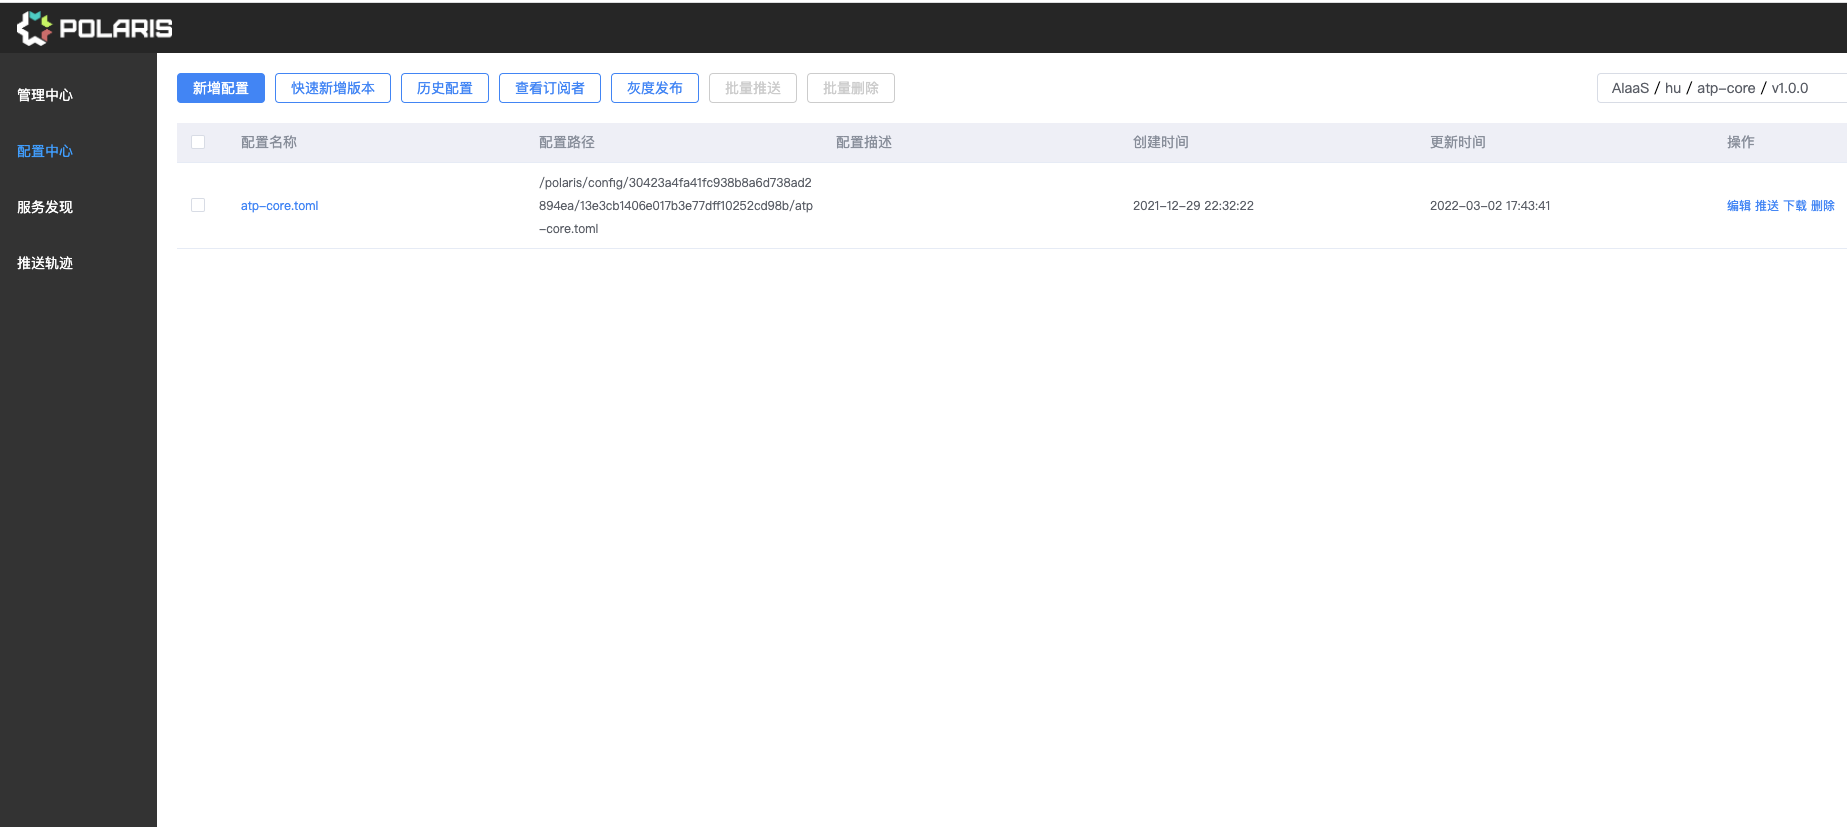 POLARIS
管理中心
配置中心
服务发现
推送轨迹
新增配置 快速新增版本 历史配置 查看订阅者 灰度发布 批量推送 批量删除
AIaaS / hu / atp-core / v1.0.0
配置名称 配置路径 配置描述 创建时间 更新时间 操作
/polaris/config/30423a4fa41fc938b8a6d738ad2
atp-core.toml 894ea/13e3cb1406e017b3e77dff10252cd98b/atp 2021-12-29 22:32:22 2022-03-02 17:43:41 编辑 推送 下载 删除
-core.toml